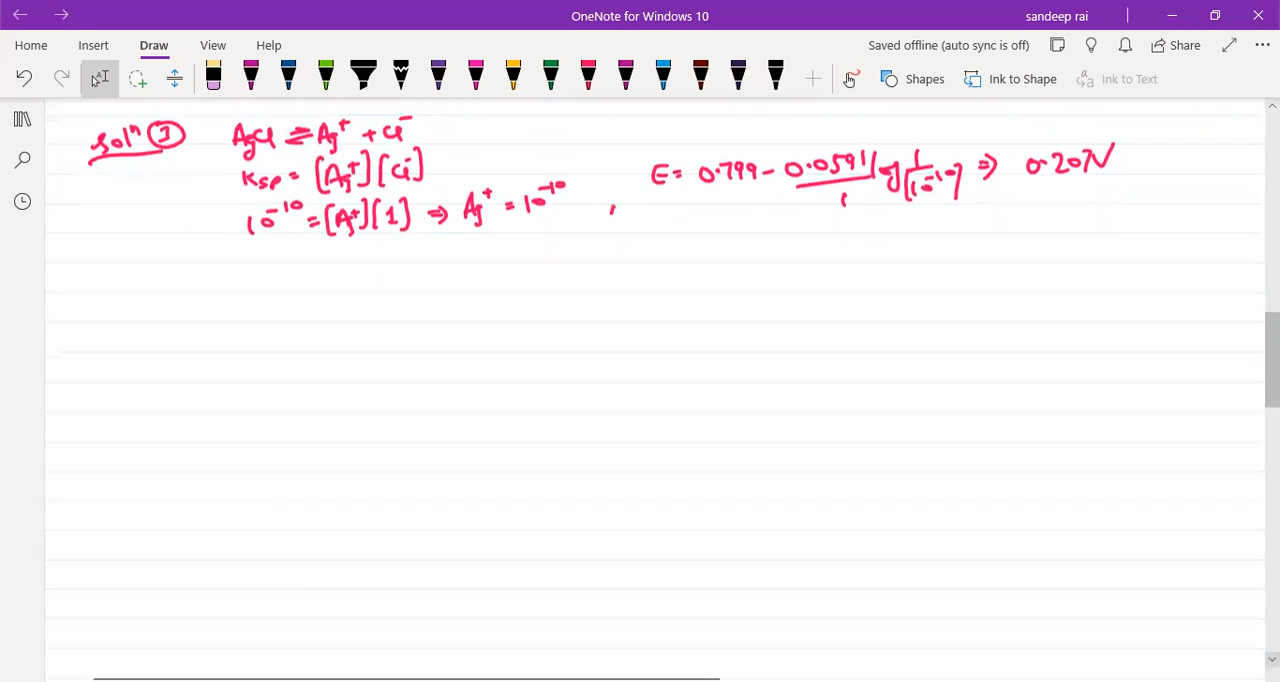 OneNote for Windows 10
sandeep rai
Home Insert Draw View Help
Saved offline (auto sync is off)
Share
Shapes
Ink to Shape
Ink to Text
Solⁿ ③ AgCl ⇌ Ag⁺ + Cl⁻
Ksp = [Ag⁺][Cl⁻]
10⁻¹⁰ = [Ag⁺][1] ⇒ Ag⁺ = 10⁻¹⁰
E = 0.799 - 0.0591/1 log 1/[10⁻¹⁰] ⇒ 0.20V